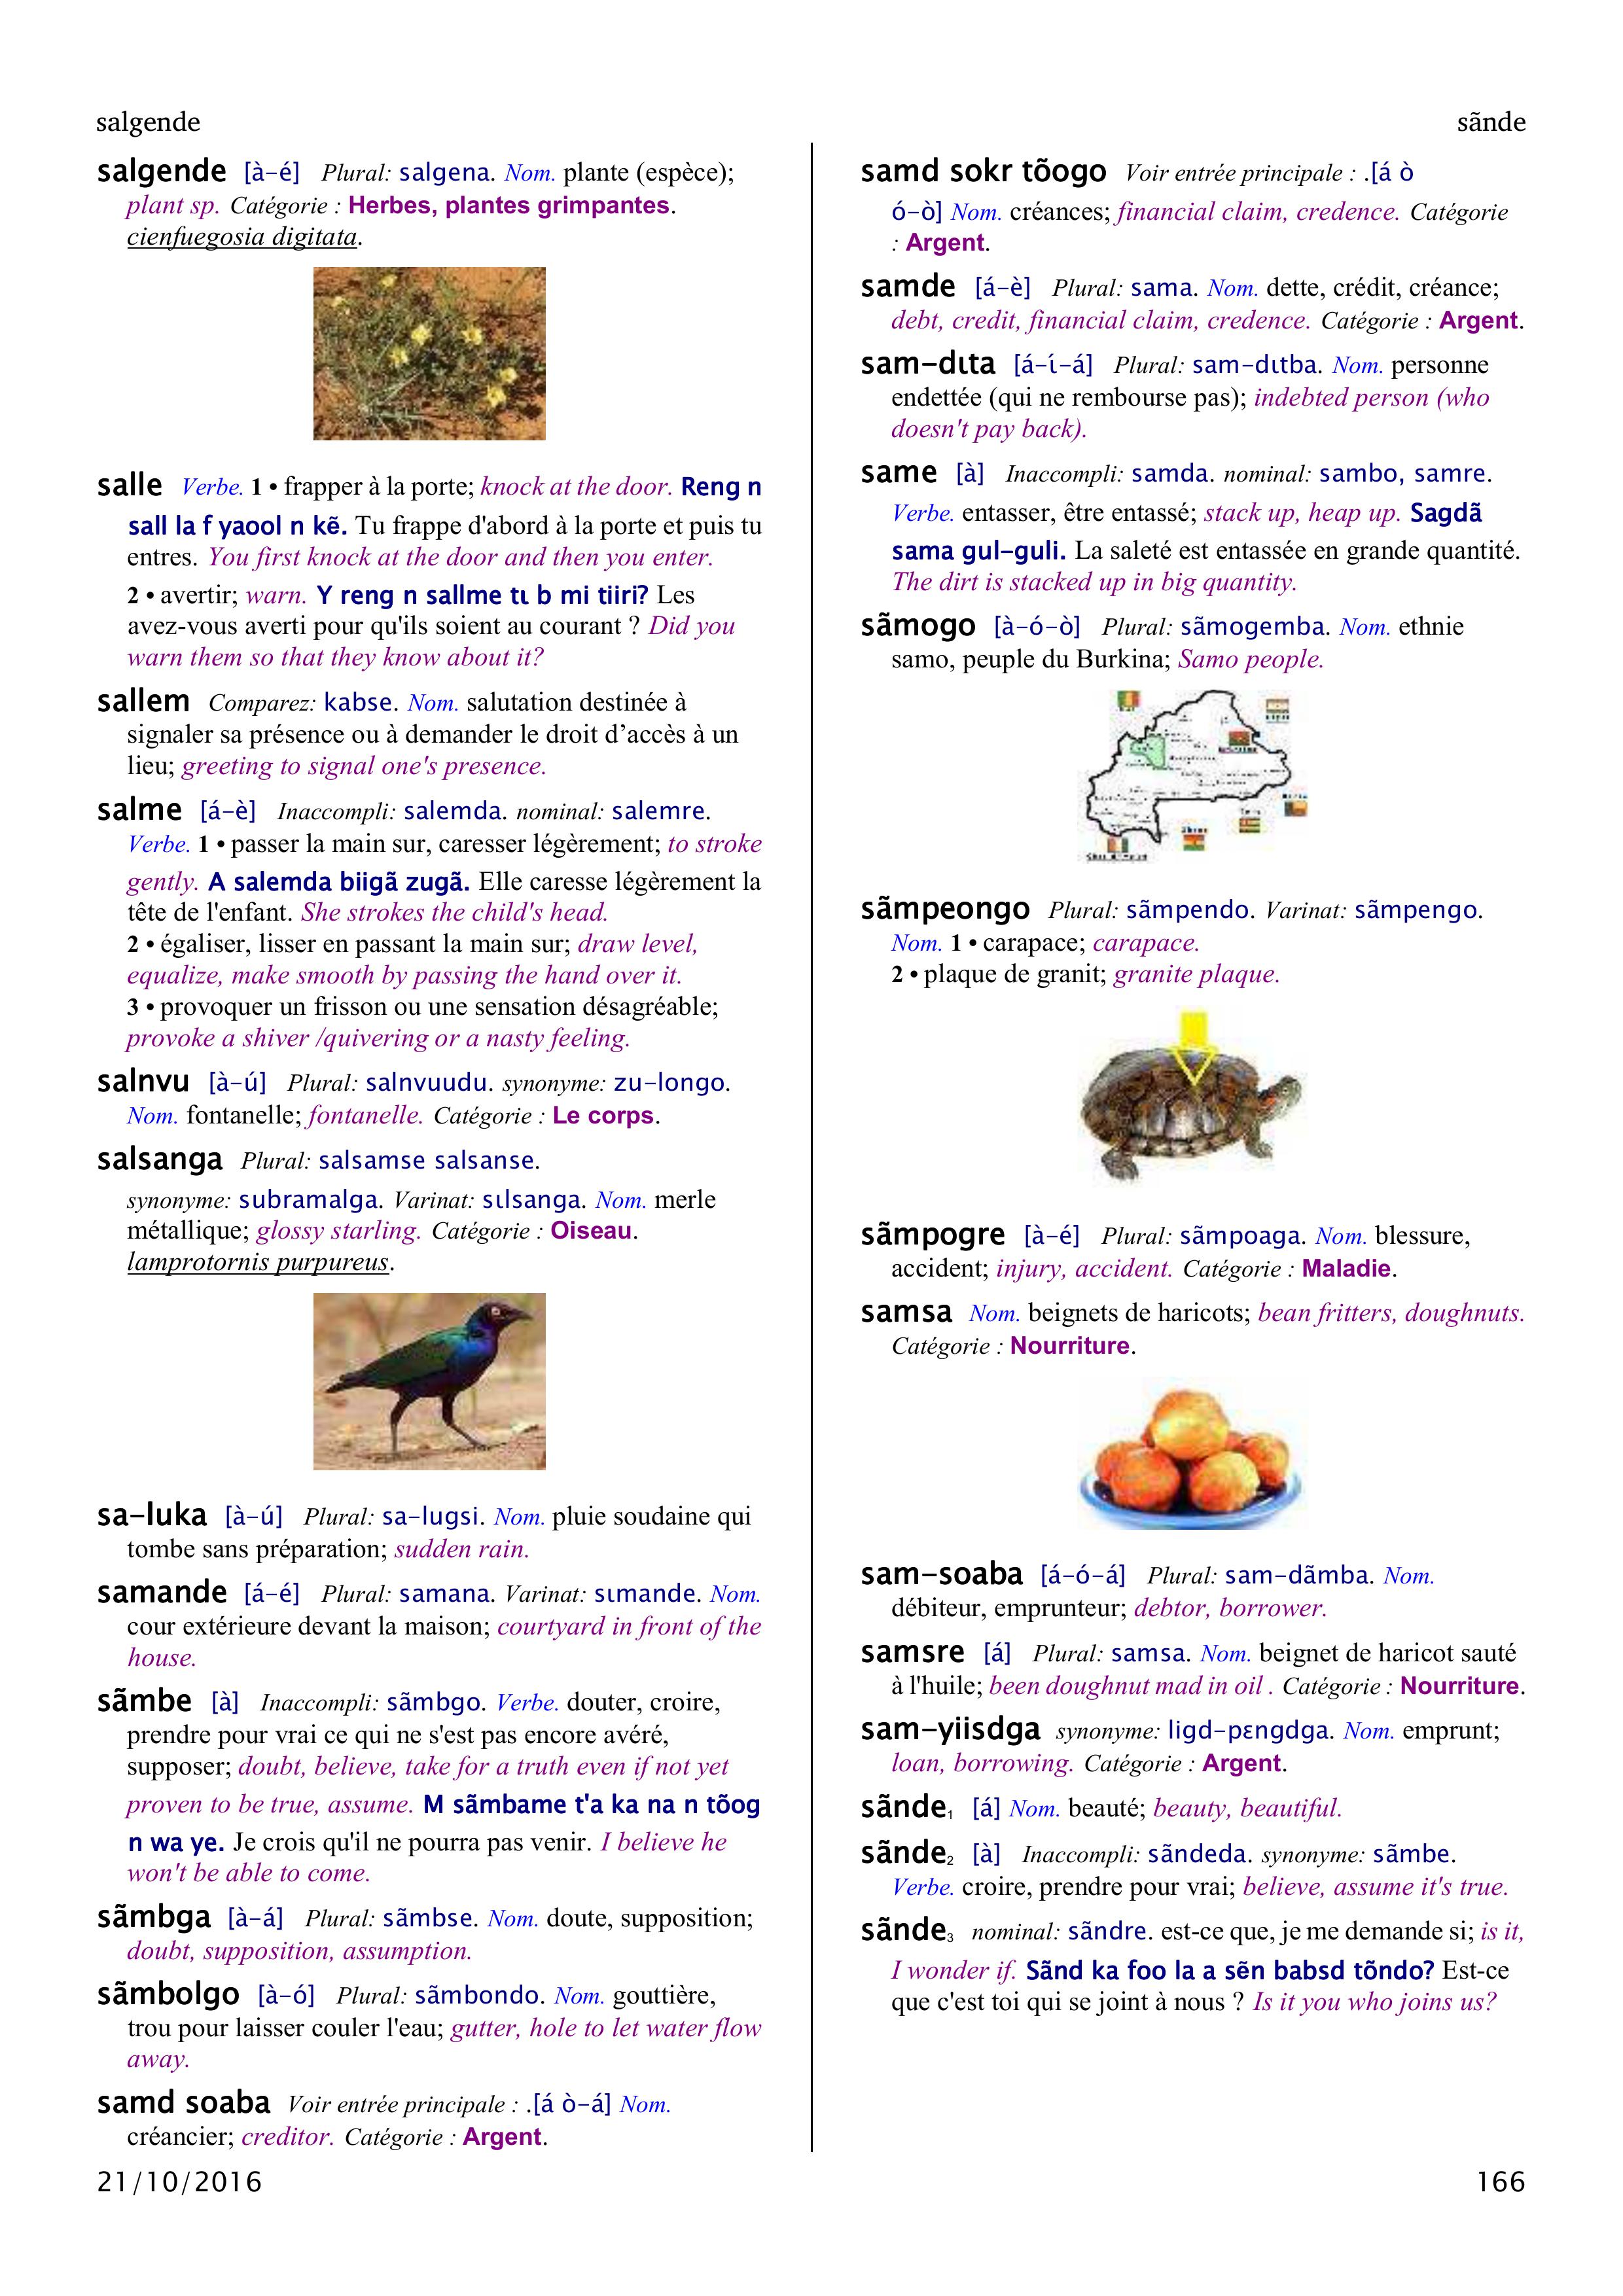 salgende
sãnde
salgende [à–é] Plural: salgena. Nom. plante (espèce);
plant sp. Catégorie : Herbes, plantes grimpantes.
cienfuegosia digitata.
salle Verbe. 1 • frapper à la porte; knock at the door. Reng n
sall la f yaool n kẽ. Tu frappe d'abord à la porte et puis tu
entres. You first knock at the door and then you enter.
2 • avertir; warn. Y reng n sallme tɩ b mi tiiri? Les
avez-vous averti pour qu'ils soient au courant ? Did you
warn them so that they know about it?
sallem Comparez: kabse. Nom. salutation destinée à
signaler sa présence ou à demander le droit d’accès à un
lieu; greeting to signal one's presence.
salme [á–è] Inaccompli: salemda. nominal: salemre.
Verbe. 1 • passer la main sur, caresser légèrement; to stroke
gently. A salemda biigã zugã. Elle caresse légèrement la
tête de l'enfant. She strokes the child's head.
2 • égaliser, lisser en passant la main sur; draw level,
equalize, make smooth by passing the hand over it.
3 • provoquer un frisson ou une sensation désagréable;
provoke a shiver /quivering or a nasty feeling.
salnvu [à–ú] Plural: salnvuudu. synonyme: zu–longo.
Nom. fontanelle; fontanelle. Catégorie : Le corps.
salsanga Plural: salsamse salsanse.
synonyme: subramalga. Varinat: sɩlsanga. Nom. merle
métallique; glossy starling. Catégorie : Oiseau.
lamprotornis purpureus.
sa–luka [à–ú] Plural: sa–lugsi. Nom. pluie soudaine qui
tombe sans préparation; sudden rain.
samande [á–é] Plural: samana. Varinat: sɩmande. Nom.
cour extérieure devant la maison; courtyard in front of the
house.
sãmbe [à] Inaccompli: sãmbgo. Verbe. douter, croire,
prendre pour vrai ce qui ne s'est pas encore avéré,
supposer; doubt, believe, take for a truth even if not yet
proven to be true, assume. M sãmbame t'a ka na n tõog
n wa ye. Je crois qu'il ne pourra pas venir. I believe he
won't be able to come.
sãmbga [à–á] Plural: sãmbse. Nom. doute, supposition;
doubt, supposition, assumption.
sãmbolgo [à–ó] Plural: sãmbondo. Nom. gouttière,
trou pour laisser couler l'eau; gutter, hole to let water flow
away.
samd soaba Voir entrée principale : .[á ò–á] Nom.
créancier; creditor. Catégorie : Argent.
samd sokr tõogo Voir entrée principale : .[á ò
ó–ò] Nom. créances; financial claim, credence. Catégorie
: Argent.
samde [á–è] Plural: sama. Nom. dette, crédit, créance;
debt, credit, financial claim, credence. Catégorie : Argent.
sam–dɩta [á–ɩ́–á] Plural: sam–dɩtba. Nom. personne
endettée (qui ne rembourse pas); indebted person (who
doesn't pay back).
same [à] Inaccompli: samda. nominal: sambo, samre.
Verbe. entasser, être entassé; stack up, heap up. Sagdã
sama gul–guli. La saleté est entassée en grande quantité.
The dirt is stacked up in big quantity.
sãmogo [à–ó–ò] Plural: sãmogemba. Nom. ethnie
samo, peuple du Burkina; Samo people.
sãmpeongo Plural: sãmpendo. Varinat: sãmpengo.
Nom. 1 • carapace; carapace.
2 • plaque de granit; granite plaque.
sãmpogre [à–é] Plural: sãmpoaga. Nom. blessure,
accident; injury, accident. Catégorie : Maladie.
samsa Nom. beignets de haricots; bean fritters, doughnuts.
Catégorie : Nourriture.
sam–soaba [á–ó–á] Plural: sam–dãmba. Nom.
débiteur, emprunteur; debtor, borrower.
samsre [á] Plural: samsa. Nom. beignet de haricot sauté
à l'huile; been doughnut mad in oil . Catégorie : Nourriture.
sam–yiisdga synonyme: ligd–pɛngdga. Nom. emprunt;
loan, borrowing. Catégorie : Argent.
sãnde₁ [á] Nom. beauté; beauty, beautiful.
sãnde₂ [à] Inaccompli: sãndeda. synonyme: sãmbe.
Verbe. croire, prendre pour vrai; believe, assume it's true.
sãnde₃ nominal: sãndre. est-ce que, je me demande si; is it,
I wonder if. Sãnd ka foo la a sẽn babsd tõndo? Est-ce
que c'est toi qui se joint à nous ? Is it you who joins us?
21/10/2016
166